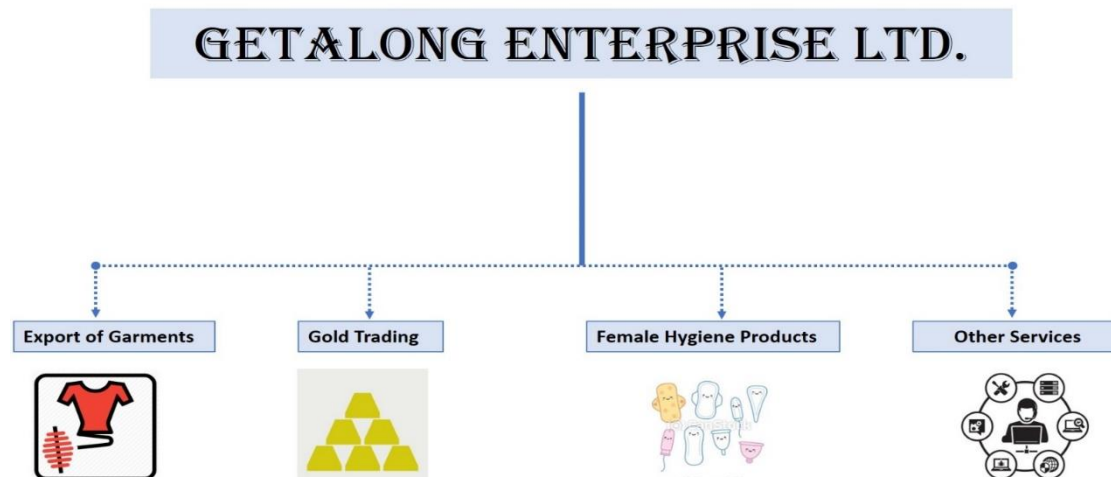 GETALONG ENTERPRISE LTD.
Export of Garments
Gold Trading
Female Hygiene Products
Other Services